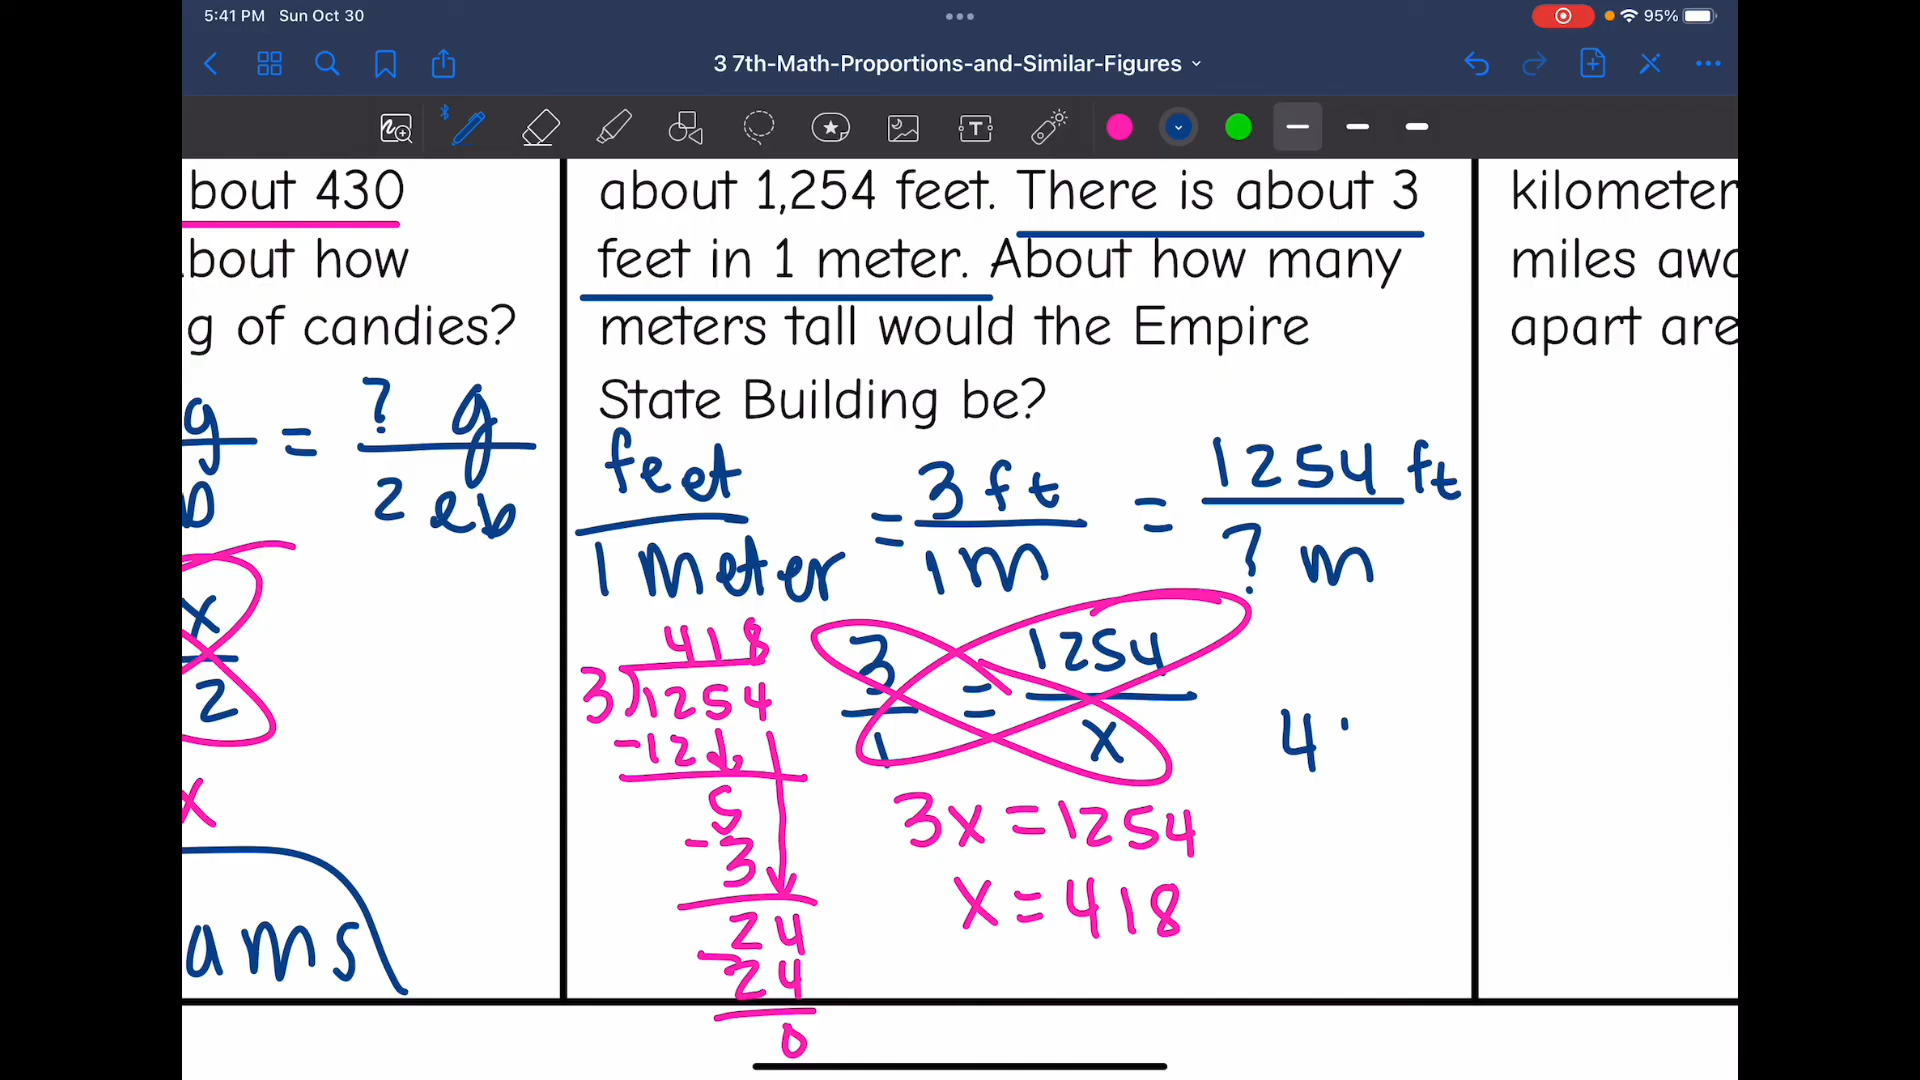 5:41 PM Sun Oct 30
95%
3 7th-Math-Proportions-and-Similar-Figures
bout 430
bout how
g of candies?
g = ? g
b 2 lb
x
2
x
ams
about 1,254 feet. There is about 3
feet in 1 meter. About how many
meters tall would the Empire
State Building be?
feet = 3 ft = 1254 ft
1 meter 1 m ? m
418
3)1254
-12
5
-3
24
-24
0
3 = 1254
1 x
3x = 1254
x = 418
4
kilometer
miles awa
apart are